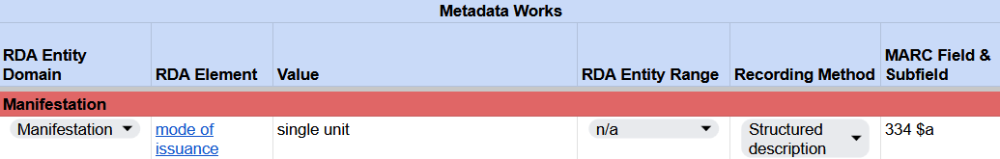 Metadata Works
RDA Entity Domain RDA Element Value RDA Entity Range Recording Method MARC Field & Subfield
Manifestation
Manifestation mode of issuance single unit n/a Structured description 334 $a